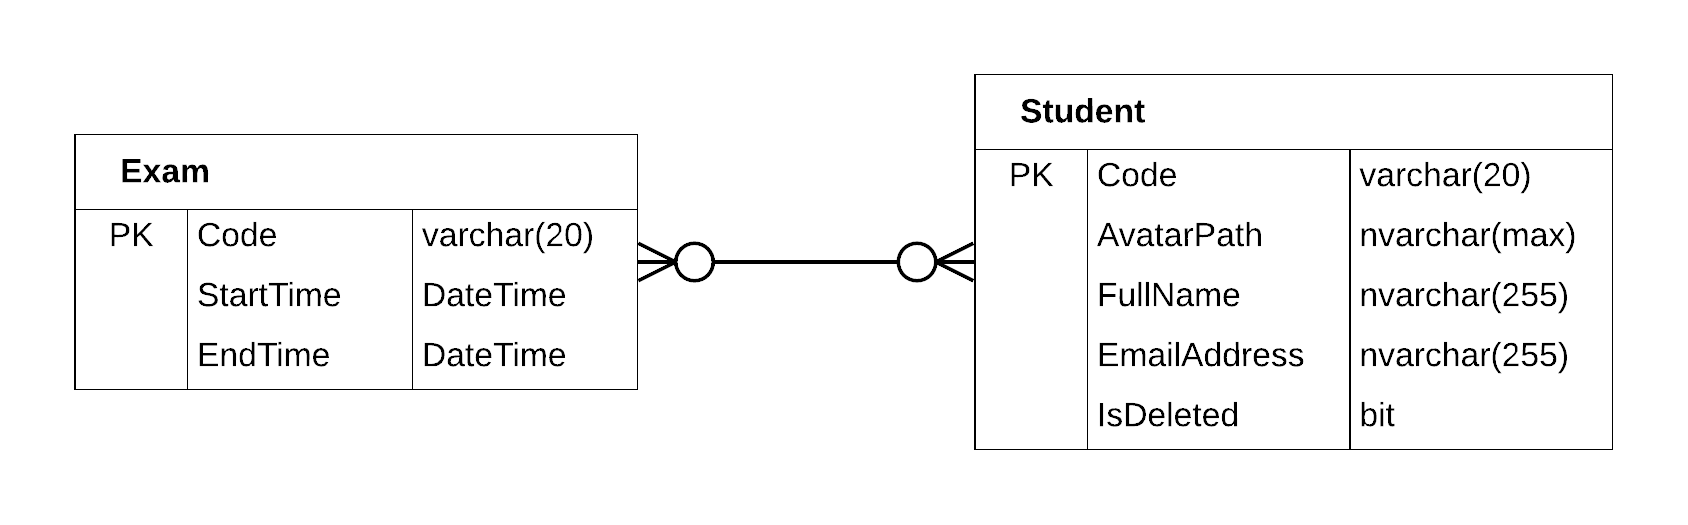 Exam
PK Code varchar(20)
StartTime DateTime
EndTime DateTime
Student
PK Code varchar(20)
AvatarPath nvarchar(max)
FullName nvarchar(255)
EmailAddress nvarchar(255)
IsDeleted bit